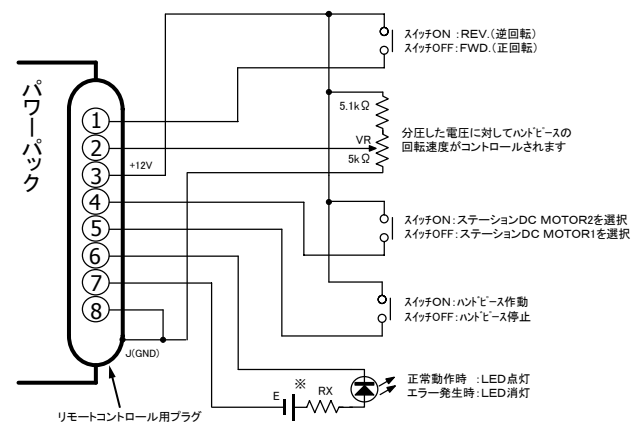 スイッチON：REV.(逆回転)
スイッチOFF：FWD.(正回転)
パワーパック
5.1kΩ
VR
5kΩ
分圧した電圧に対してハンドピースの
回転速度がコントロールされます
1
2
3
4
5
6
7
8
+12V
スイッチON：ステーションDC MOTOR2を選択
スイッチOFF：ステーションDC MOTOR1を選択
スイッチON：ハンドピース作動
スイッチOFF：ハンドピース停止
J(GND)
E
※
RX
正常動作時 ：LED点灯
エラー発生時：LED消灯
リモートコントロール用プラグ